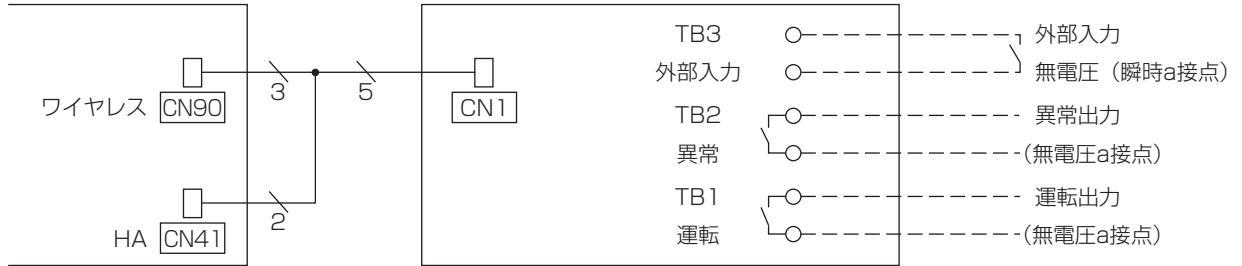 ワイヤレス CN90
3
5
CN1
HA CN41
2
TB3
外部入力
TB2
異常
TB1
運転
外部入力
無電圧（瞬時a接点）
異常出力
(無電圧a接点)
運転出力
(無電圧a接点)